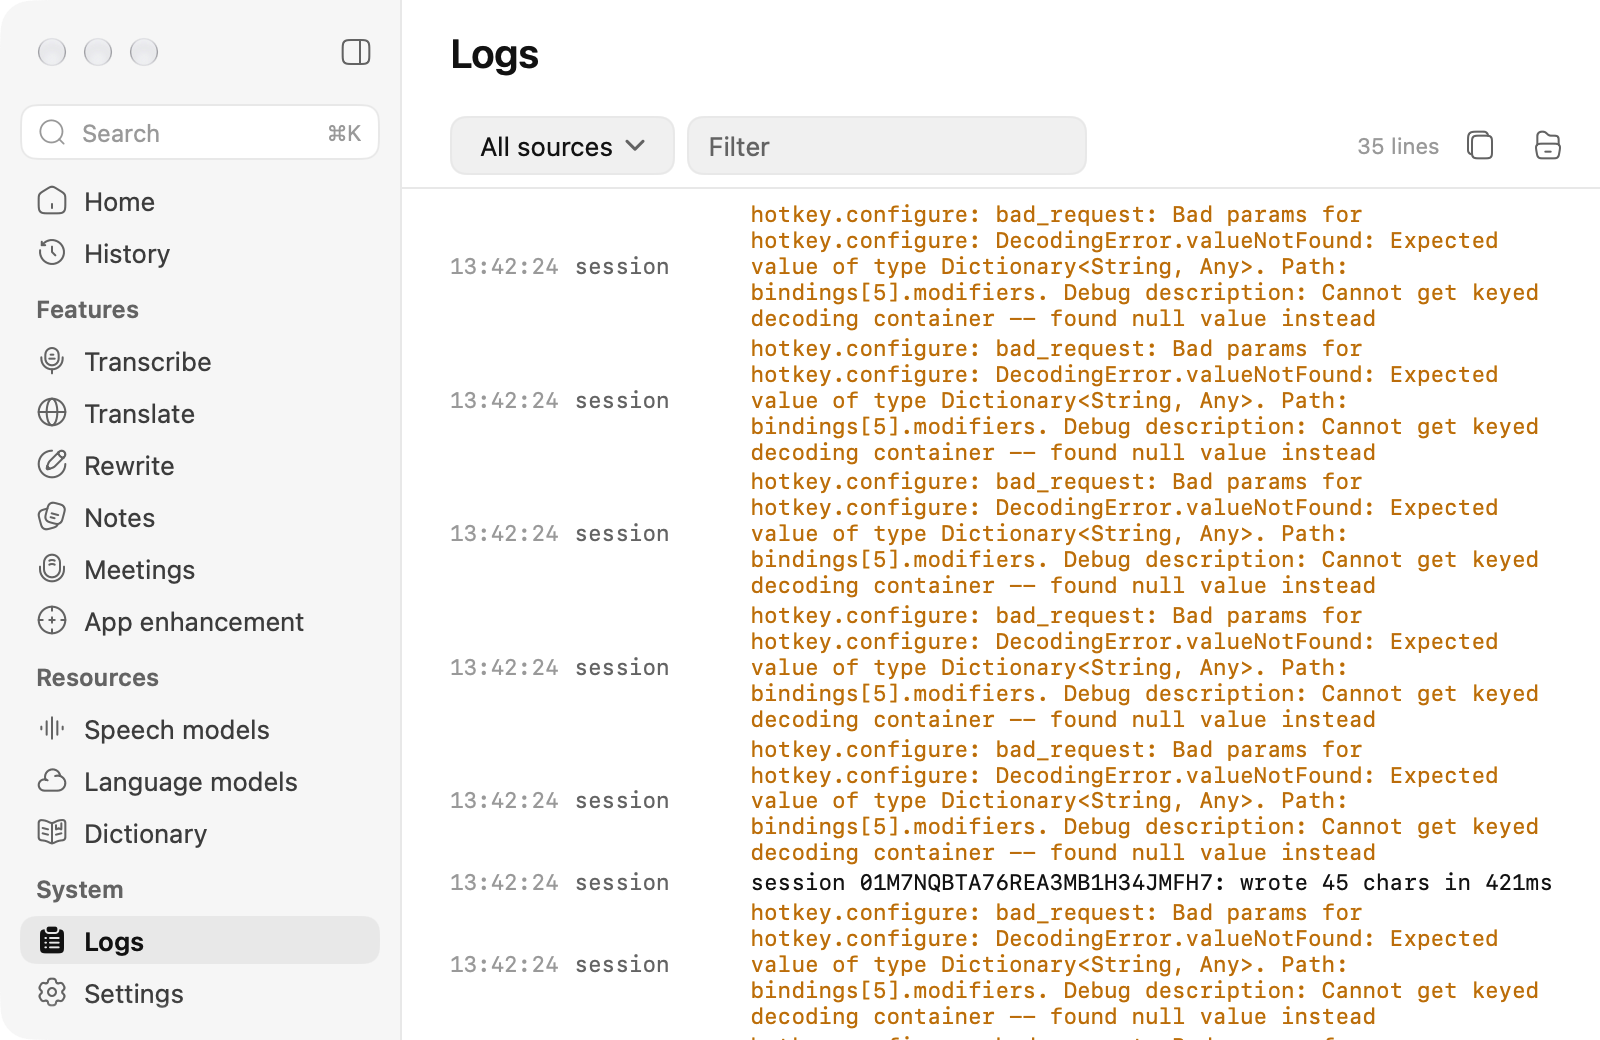 Search ⌘K
Home
History
Features
Transcribe
Translate
Rewrite
Notes
Meetings
App enhancement
Resources
Speech models
Language models
Dictionary
System
Logs
Settings
Logs
All sources
Filter
35 lines
hotkey.configure: bad_request: Bad params for
hotkey.configure: DecodingError.valueNotFound: Expected
13:42:24 session value of type Dictionary<String, Any>. Path:
bindings[5].modifiers. Debug description: Cannot get keyed
decoding container -- found null value instead
hotkey.configure: bad_request: Bad params for
hotkey.configure: DecodingError.valueNotFound: Expected
13:42:24 session value of type Dictionary<String, Any>. Path:
bindings[5].modifiers. Debug description: Cannot get keyed
decoding container -- found null value instead
hotkey.configure: bad_request: Bad params for
hotkey.configure: DecodingError.valueNotFound: Expected
13:42:24 session value of type Dictionary<String, Any>. Path:
bindings[5].modifiers. Debug description: Cannot get keyed
decoding container -- found null value instead
hotkey.configure: bad_request: Bad params for
hotkey.configure: DecodingError.valueNotFound: Expected
13:42:24 session value of type Dictionary<String, Any>. Path:
bindings[5].modifiers. Debug description: Cannot get keyed
decoding container -- found null value instead
hotkey.configure: bad_request: Bad params for
hotkey.configure: DecodingError.valueNotFound: Expected
13:42:24 session value of type Dictionary<String, Any>. Path:
bindings[5].modifiers. Debug description: Cannot get keyed
decoding container -- found null value instead
13:42:24 session session 01M7NQBTA76REA3MB1H34JMFH7: wrote 45 chars in 421ms
hotkey.configure: bad_request: Bad params for
hotkey.configure: DecodingError.valueNotFound: Expected
13:42:24 session value of type Dictionary<String, Any>. Path:
bindings[5].modifiers. Debug description: Cannot get keyed
decoding container -- found null value instead